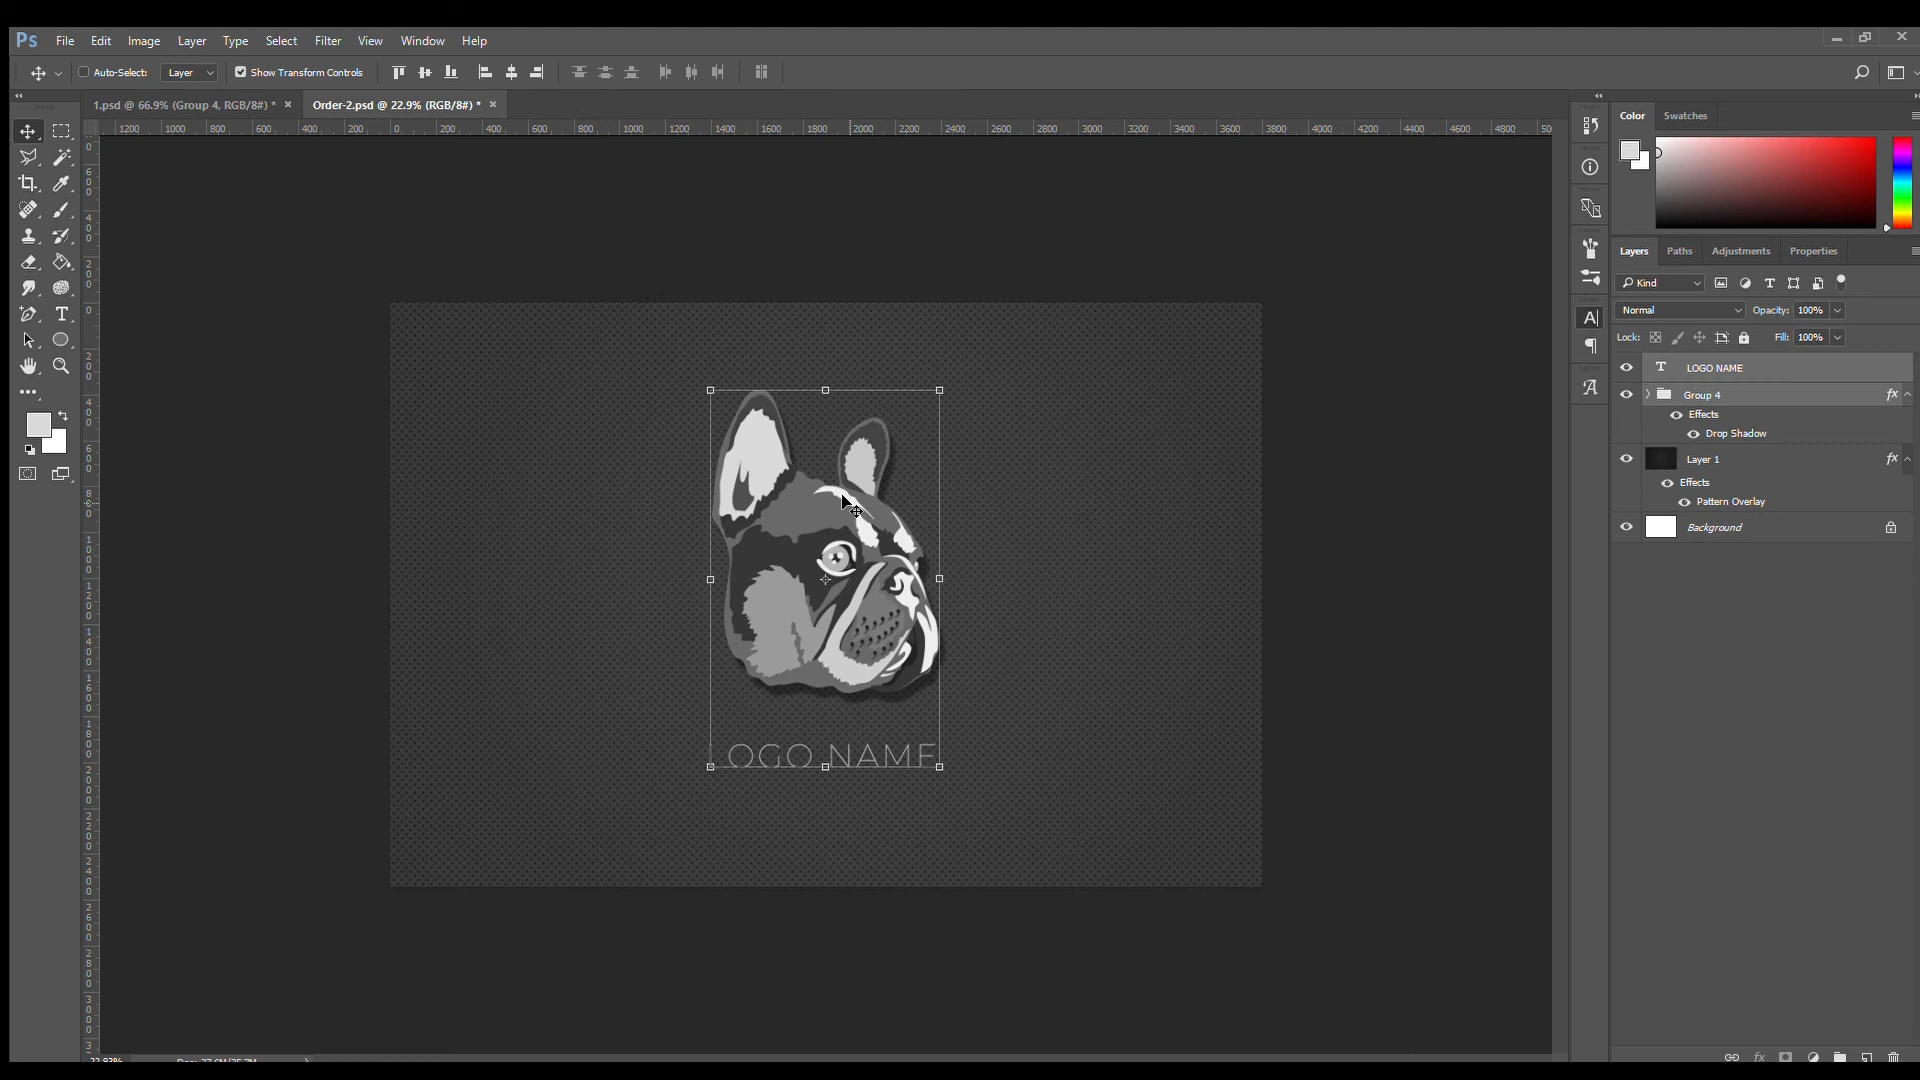 Ps File Edit Image Layer Type Select Filter View Window Help
Auto-Select: Layer Show Transform Controls
1.psd @ 66.9% (Group 4, RGB/8#) * × Order-2.psd @ 22.9% (RGB/8#) * ×
1200 1000 800 600 400 200 0 200 400 600 800 1000 1200 1400 1600 1800 2000 2200 2400 2600 2800 3000 3200 3400 3600 3800 4000 4200 4400 4600 4800
Color Swatches
Layers Paths Adjustments Properties
Kind
Normal Opacity: 100%
Lock: Fill: 100%
T LOGO NAME
Group 4 fx
Effects
Drop Shadow
Layer 1 fx
Effects
Pattern Overlay
Background
LOGO NAME